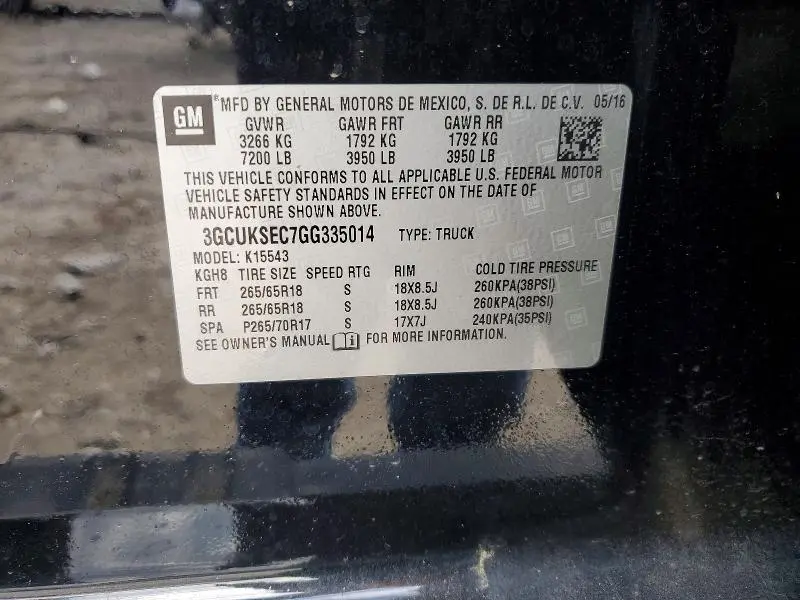 GM ® MFD BY GENERAL MOTORS DE MEXICO, S. DE R.L. DE C.V. 05/16
GVWR GAWR FRT GAWR RR
3266 KG 1792 KG 1792 KG
7200 LB 3950 LB 3950 LB
THIS VEHICLE CONFORMS TO ALL APPLICABLE U.S. FEDERAL MOTOR
VEHICLE SAFETY STANDARDS IN EFFECT ON THE DATE OF
MANUFACTURE SHOWN ABOVE.
3GCUKSEC7GG335014 TYPE: TRUCK
MODEL: K15543
KGH8 TIRE SIZE SPEED RTG RIM COLD TIRE PRESSURE
FRT 265/65R18 S 18X8.5J 260KPA(38PSI)
RR 265/65R18 S 18X8.5J 260KPA(38PSI)
SPA P265/70R17 S 17X7J 240KPA(35PSI)
SEE OWNER'S MANUAL i FOR MORE INFORMATION.